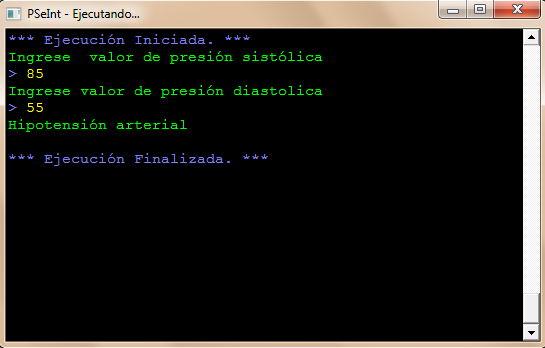 PSeInt - Ejecutando...
*** Ejecución Iniciada. ***
Ingrese  valor de presión sistólica
> 85
Ingrese valor de presión diastolica
> 55
Hipotensión arterial
*** Ejecución Finalizada. ***